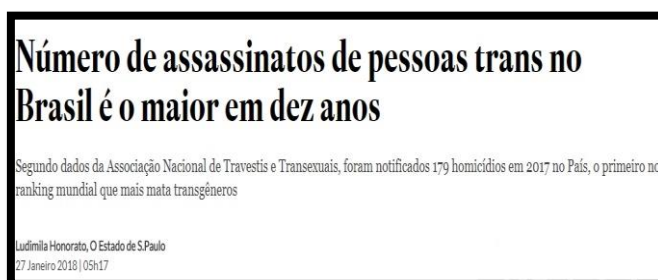 Número de assassinatos de pessoas trans no
Brasil é o maior em dez anos
Segundo dados da Associação Nacional de Travestis e Transexuais, foram notificados 179 homicídios em 2017 no País, o primeiro no
ranking mundial que mais mata transgêneros
Ludimila Honorato, O Estado de S.Paulo
27 Janeiro 2018 | 05h17